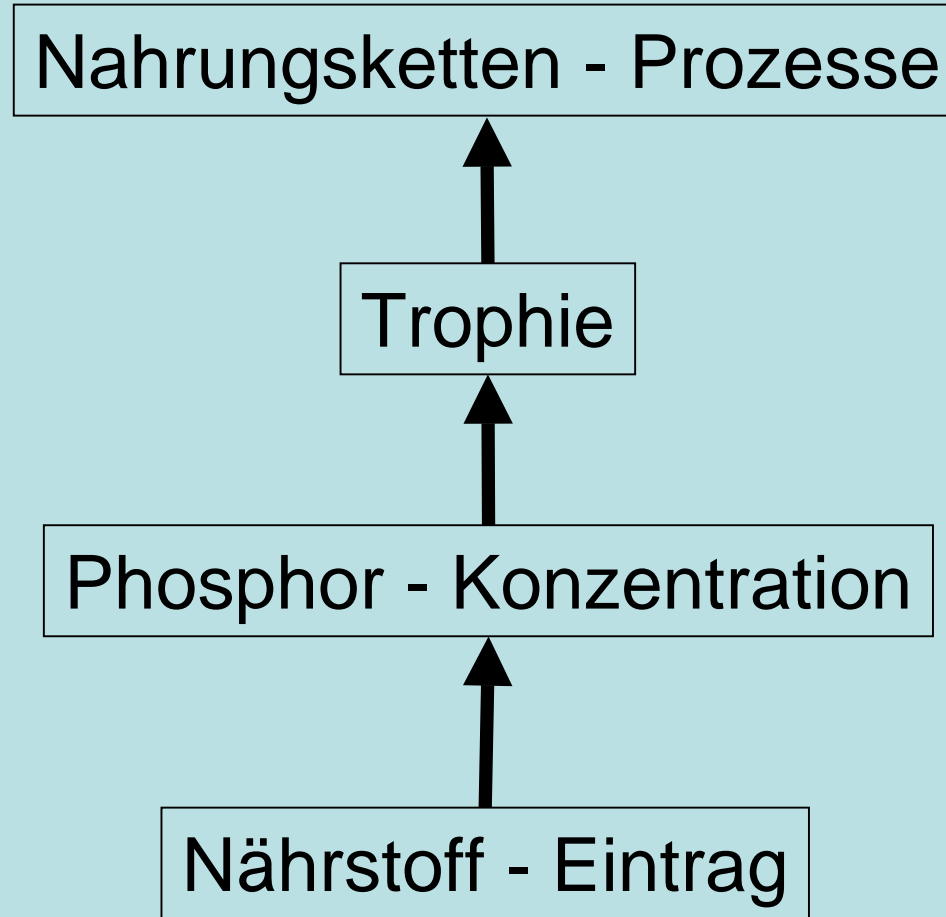 Nahrungsketten - Prozesse
Trophie
Phosphor - Konzentration
Nährstoff - Eintrag